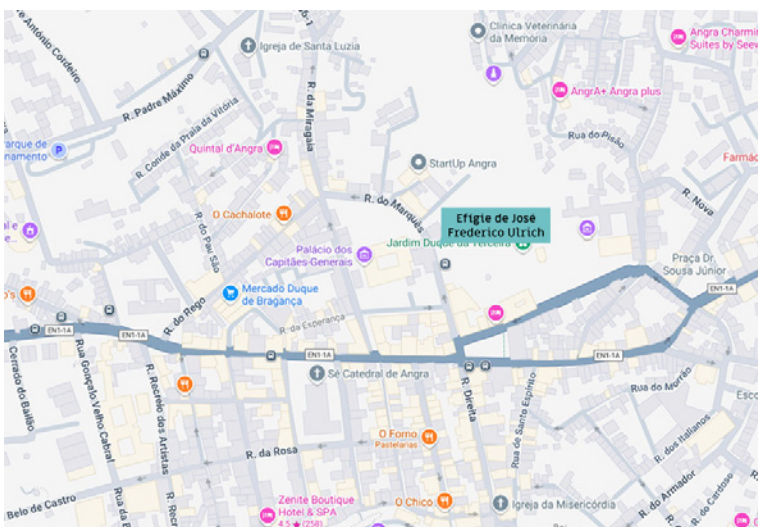 Padre António Cordeiro
R. Padre Máximo
Igreja de Santa Luzia
Clínica Veterinária
da Memória
Angra Charming
Suites by Seev
AngrA+ Angra plus
R. da Miragaia
R. Conde da Praia da Vitória
Quintal d'Angra
Parque de
namento
P
Rua do Pisão
Farmác
StartUp Angra
R. Nova
R. do Marquês
O Cachalote
R. do Pau São
Efígie de José
Frederico Ulrich
Jardim Duque da Terceira
Palácio dos
Capitães-Generais
Praça Dr.
Sousa Júnior
EN1-1A
Mercado Duque
de Bragança
o's
R. do Rego
R. da Esperança
EN1-1A
EN1-1A
EN1-1A
Cerrado do Bailão
Rua Gonçalo Velho Cabral
R. Recreio dos Artistas
Sé Catedral de Angra
R. Direita
Rua de Santo Espírito
Rua do Morrão
Esco
R. dos Italianos
O Forno
Pastelarias
R. da Rosa
Belo de Castro
Rua da B
Zenite Boutique
Hotel & SPA
4.5 ★ (258)
O Chico
Igreja da Misericórdia
R. do Armador
Cardoso